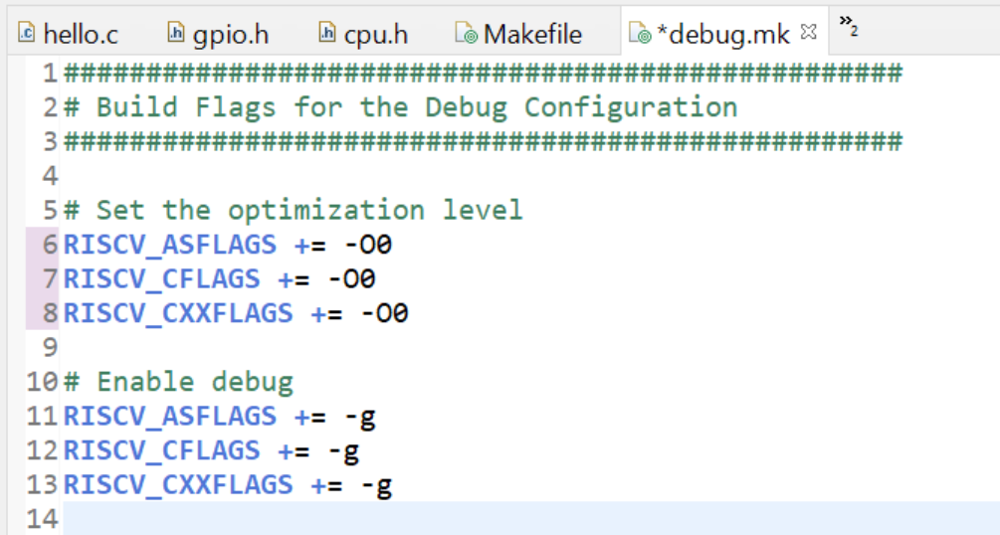 hello.c gpio.h cpu.h Makefile *debug.mk »2
1 ###################################################
2 # Build Flags for the Debug Configuration
3 ###################################################
4
5 # Set the optimization level
6 RISCV_ASFLAGS += -O0
7 RISCV_CFLAGS += -O0
8 RISCV_CXXFLAGS += -O0
9
10 # Enable debug
11 RISCV_ASFLAGS += -g
12 RISCV_CFLAGS += -g
13 RISCV_CXXFLAGS += -g
14